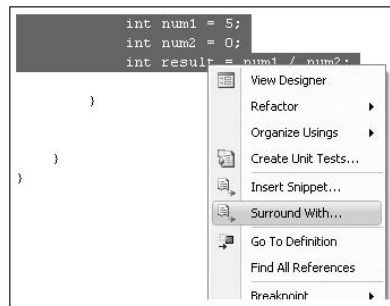 int num1 = 5;
int num2 = 0;
int result = num1 / num2;
View Designer
}
Refactor
Organize Usings
}
Create Unit Tests...
}
Insert Snippet...
Surround With...
Go To Definition
Find All References
Breakpoint